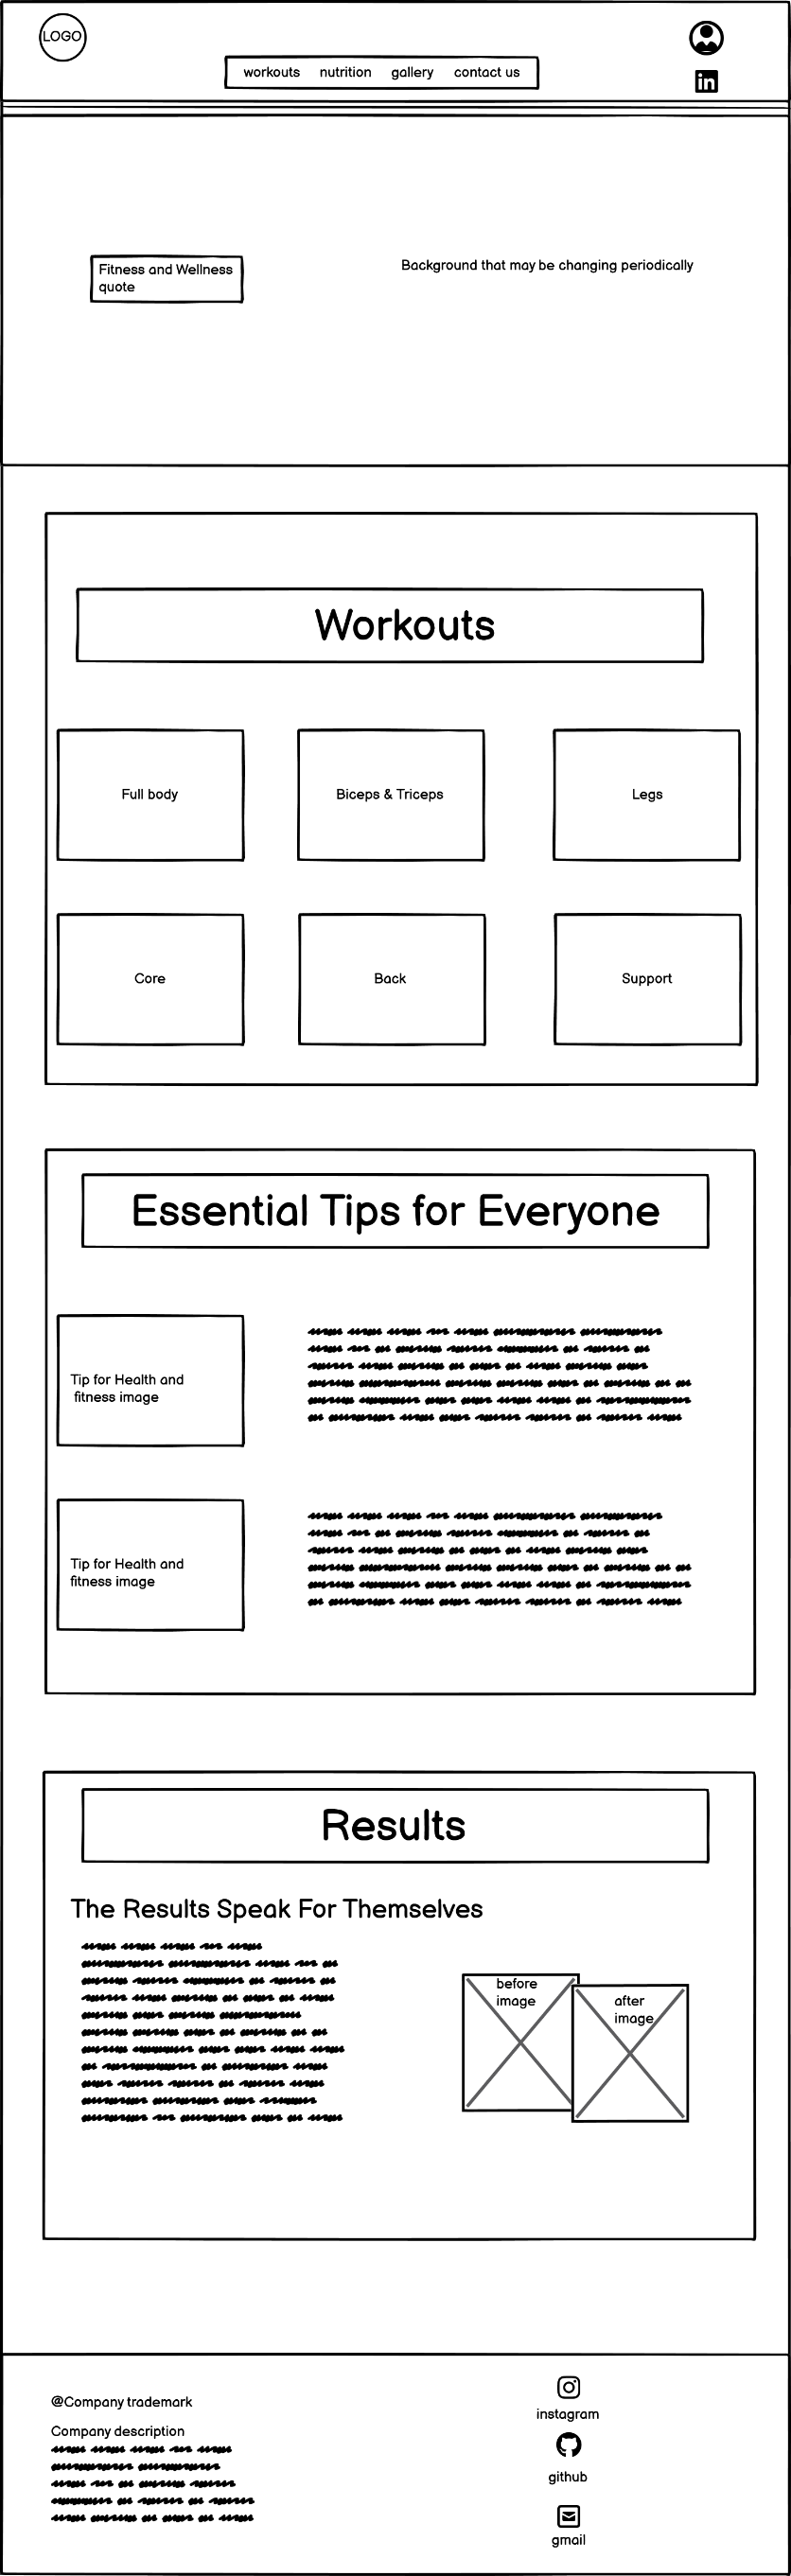 LOGO
workouts nutrition gallery contact us
Fitness and Wellness
quote
Background that may be changing periodically
Workouts
Full body
Biceps & Triceps
Legs
Core
Back
Support
Essential Tips for Everyone
Tip for Health and
fitness image
Tip for Health and
fitness image
Results
The Results Speak For Themselves
before
image
after
image
@Company trademark
Company description
instagram
github
gmail